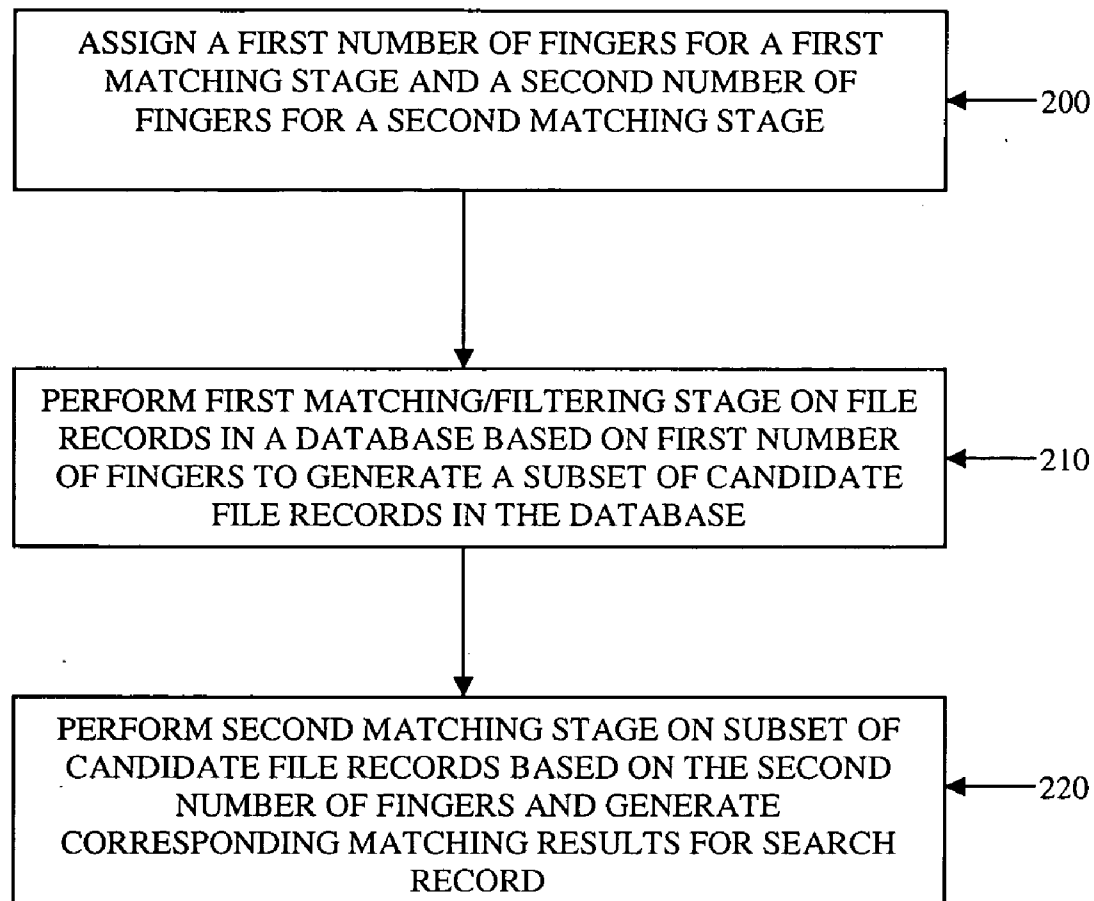 ASSIGN A FIRST NUMBER OF FINGERS FOR A FIRST
MATCHING STAGE AND A SECOND NUMBER OF
FINGERS FOR A SECOND MATCHING STAGE
200
PERFORM FIRST MATCHING/FILTERING STAGE ON FILE
RECORDS IN A DATABASE BASED ON FIRST NUMBER
OF FINGERS TO GENERATE A SUBSET OF CANDIDATE
FILE RECORDS IN THE DATABASE
210
PERFORM SECOND MATCHING STAGE ON SUBSET OF
CANDIDATE FILE RECORDS BASED ON THE SECOND
NUMBER OF FINGERS AND GENERATE
CORRESPONDING MATCHING RESULTS FOR SEARCH
RECORD
220